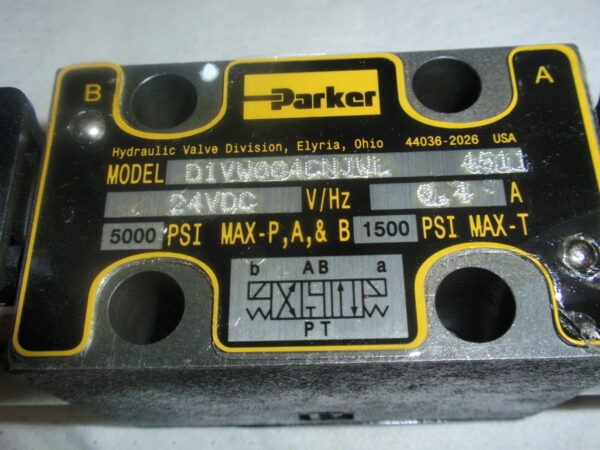 B
Parker
A
Hydraulic Valve Division, Elyria, Ohio 44036-2026 USA
MODEL D1VW004CNJWL 4511
24VDC V/Hz 0.4 A
5000 PSI MAX-P,A,& B 1500 PSI MAX-T
b AB a
PT